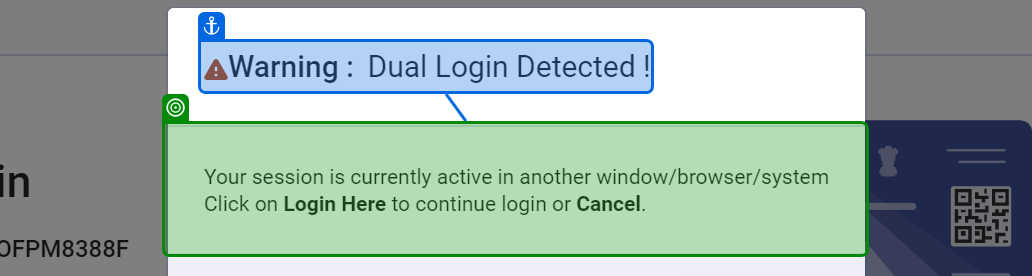 Warning : Dual Login Detected !
Your session is currently active in another window/browser/system
Click on Login Here to continue login or Cancel.
in
OFPM8388F